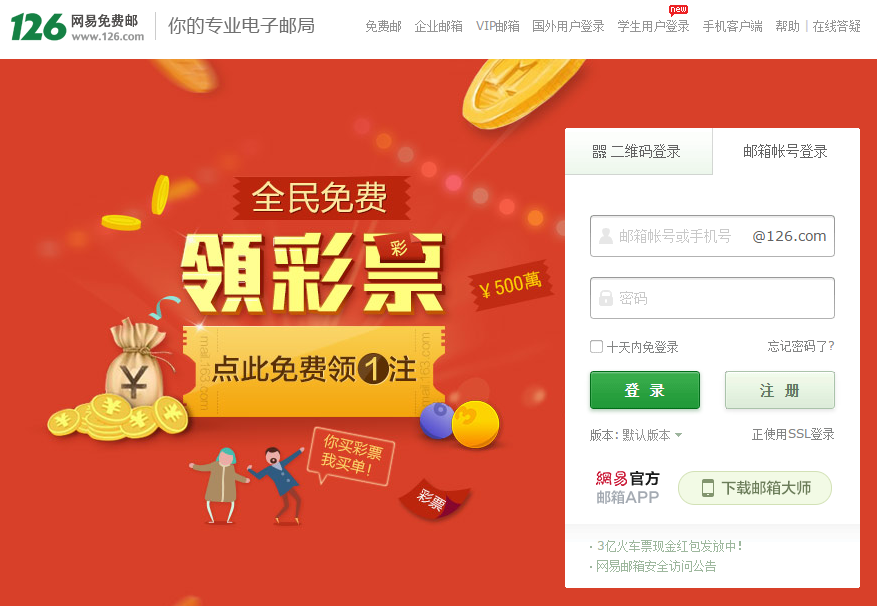 126 网易免费邮
www.126.com
你的专业电子邮局
免费邮 企业邮箱 VIP邮箱 国外用户登录 学生用户登录 new 手机客户端 帮助 | 在线答疑
全民免费
領彩票
彩
¥500萬
点此免费领1注
mail.163.com
mail.163.com
¥
你买彩票
我买单!
彩票
二维码登录
邮箱帐号登录
邮箱帐号或手机号 @126.com
密码
十天内免登录 忘记密码了?
登 录 注 册
版本: 默认版本 正使用SSL登录
網易官方
邮箱APP
下载邮箱大师
· 3亿火车票现金红包发放中!
· 网易邮箱安全访问公告